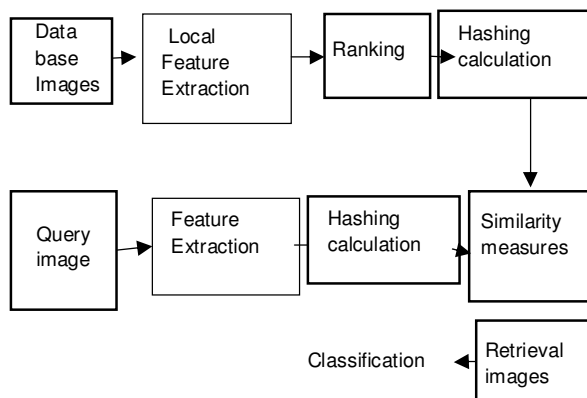 Data
base
Images
Local
Feature
Extraction
Ranking
Hashing
calculation
Query
image
Feature
Extraction
Hashing
calculation
Similarity
measures
Classification
Retrieval
images